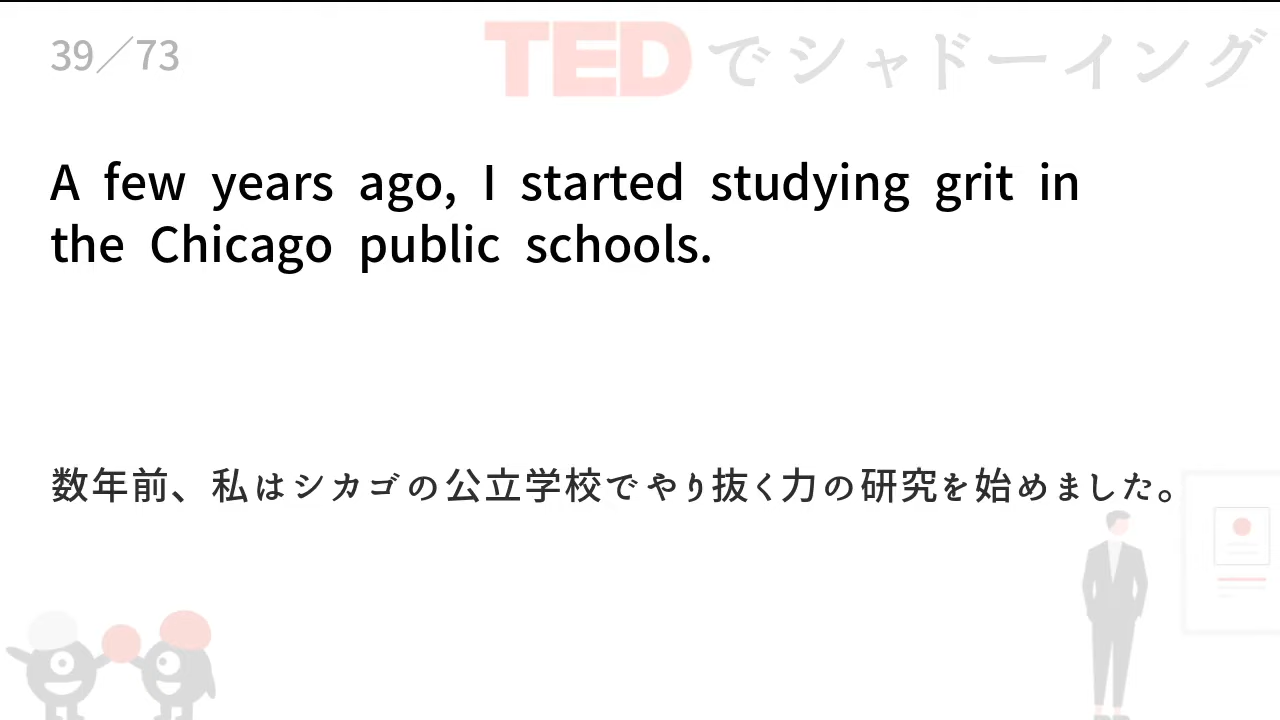 39／73
TEDでシャドーイング
A few years ago, I started studying grit in
the Chicago public schools.
数年前、私はシカゴの公立学校でやり抜く力の研究を始めました。